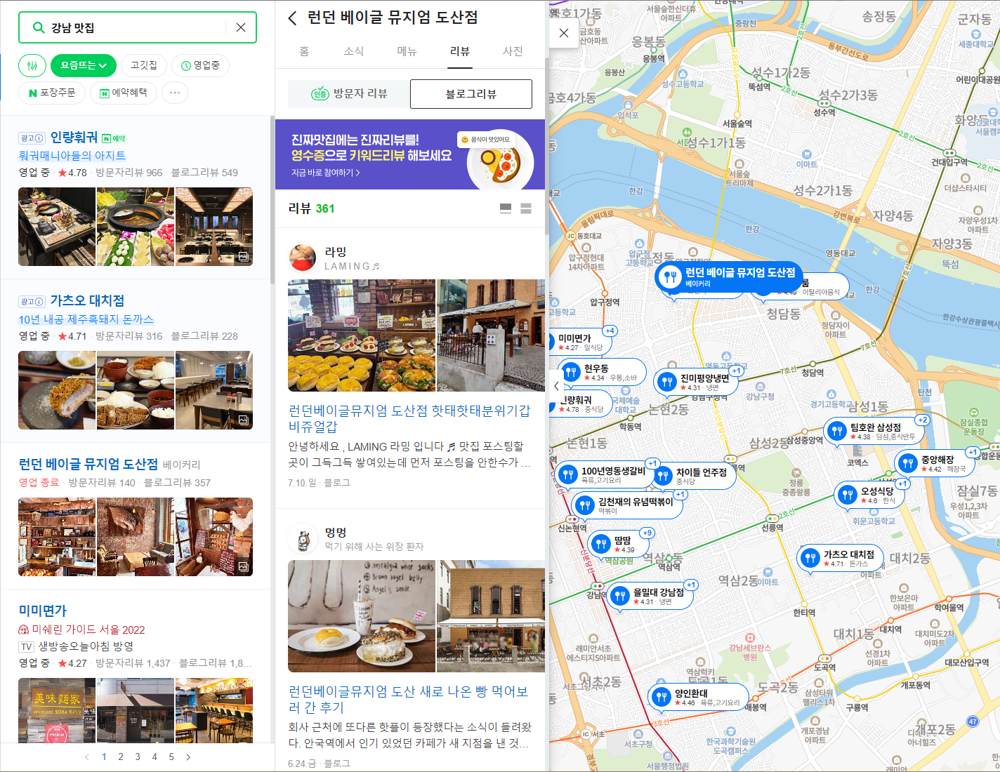 강남 맛집
요즘뜨는
고깃집
영업중
포장주문
예약혜택
광고
인량훠궈
예약
훠궈매니아들의 아지트
영업 중 · ★4.78 · 방문자리뷰 966 · 블로그리뷰 549
광고
가츠오 대치점
10년 내공 제주흑돼지 돈까스
영업 중 · ★4.71 · 방문자리뷰 316 · 블로그리뷰 228
런던 베이글 뮤지엄 도산점 베이커리
영업 종료 · 방문자리뷰 140 · 블로그리뷰 357
미미면가
미쉐린 가이드 서울 2022
TV 생방송오늘아침 방영
영업 중 · ★4.27 · 방문자리뷰 1,437 · 블로그리뷰 1,8...
美味麵家
1 2 3 4 5
런던 베이글 뮤지엄 도산점
홈 소식 메뉴 리뷰 사진
인증 방문자 리뷰
블로그리뷰
진짜맛집에는 진짜리뷰를!
영수증으로 키워드리뷰 해보세요
지금 바로 참여하기
음식이 맛있어요
리뷰 361
라밍
LAMING♬
런던베이글뮤지엄 도산점 핫태핫태분위기갑
비쥬얼갑
안녕하세요 , LAMING 라밍 입니다 ♬ 맛집 포스팅할
곳이 그득그득 쌓여있는데 먼저 포스팅을 안한수가 ...
7.10.일 · 블로그
멍멍
먹기 위해 사는 위장 환자
런던베이글뮤지엄 도산 새로 나온 빵 먹어보
러 간 후기
회사 근처에 또다른 핫플이 등장했다는 소식이 들려왔
다. 안국역에서 인기 있었던 카페가 새 지점을 낸 것...
6.24.금 · 블로그
서울숲한신더휴
아파트
중랑천
송정동
군자동
세종대학교
응봉동
응봉역
응봉산
동부간선도로
성수1가2동
성수고등학교
뚝섬역
2호선
성수2가3동
성수역
어린이대공원
금호4가동
입석포
서울숲역
화양동
성수1가1동
이마트
건대입구역
2호선
서울숲
트리마제
더샵스타시티
성수2가1동
한강
강변북로
자양4동
자양우성1차
아파트
올림픽대로
동호대교
한강
자양3동
뚝섬
압구정현대
14차아파트
압구정
고등학교
영동대교
7호선
런던 베이글 뮤지엄 도산점
베이커리
이탈리아음식
한강
압구정역
청담동
청담자이
아파트
미미면가
★4.27 · 일식당
+4
현우동
★4.34 · 우동,소바
진미평양냉면
★4.31 · 냉면
+1
7호선
청담역
인량훠궈
★4.78 · 중식당
국제예술
대학교
강남구청
논현2동
경기고등학교
삼성1동
탄천
학동역
논현1동
삼성2동
삼성중앙역
팀호완 삼성점
★4.38 · 딤섬,중식만두
+2
잠실종합
운동장
코엑스
중앙해장
★4.42 · 해장국
+1
100년영동생갈비
육류,고기요리
+1
차이들 언주점
중식당
정릉
중종왕릉
오성식당
★4.6 · 한식
+1
잠실7동
우성1,2,3차
아파트
김천재의 유념떡볶이
떡볶이
+1
신논현역
2호선
선릉역
휘문고등학교
땀땀
★4.39
+9
역삼공원
역삼역
가츠오 대치점
★4.71 · 돈가스
대치2동
강남역
을밀대 강남점
★4.31 · 냉면
+1
역삼2동
이마트
한티역
한보은마
아파트
학여울역
대치1동
대치역
대치미도2차
아파트
래미안서초
에스티지S아파트
강남세브란스
병원
선경1차
아파트
대모산입구역
도곡역
서초2동
역삼럭키
아파트
도곡2동
개포동역
삼성타워
팰리스1차
구룡역
양인환대
★4.46 · 육류,고기요리
매봉역
3호선
서초
서초구청
한국과학기술원
도곡캠퍼스
개포경남
아파트
개포2동
47
서울행정법원
래미안